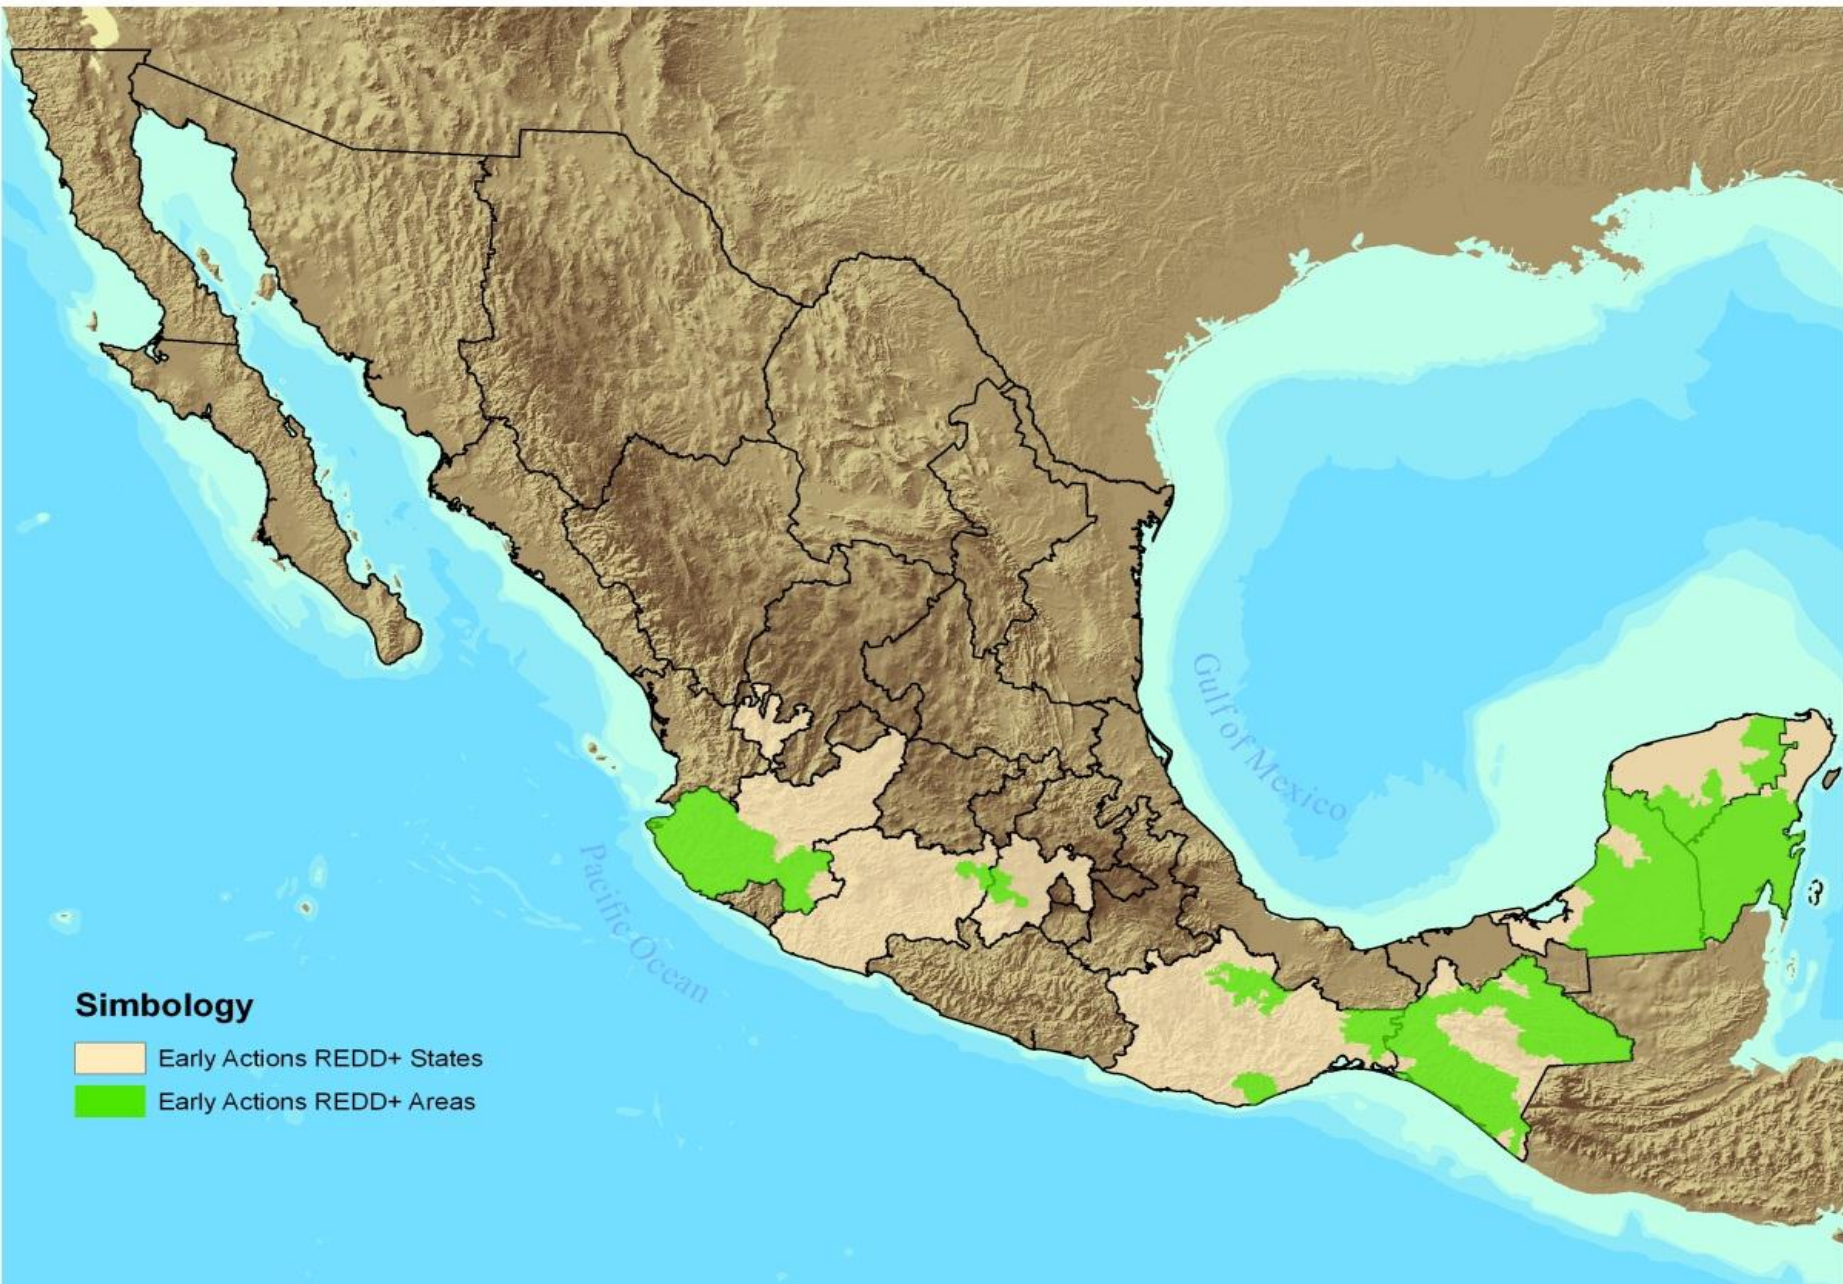 Gulf of Mexico
Pacific Ocean
Simbology
Early Actions REDD+ States
Early Actions REDD+ Areas